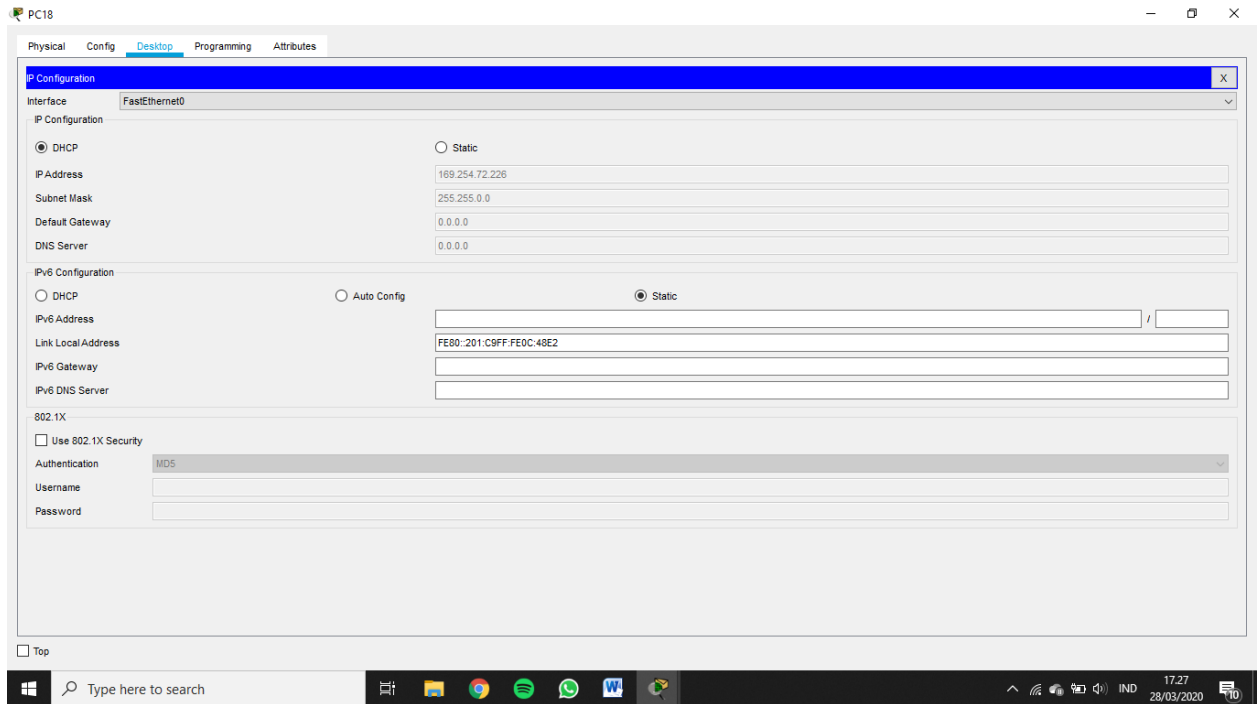 PC18
Physical Config Desktop Programming Attributes
IP Configuration X
Interface FastEthernet0
IP Configuration
DHCP Static
IP Address 169.254.72.226
Subnet Mask 255.255.0.0
Default Gateway 0.0.0.0
DNS Server 0.0.0.0
IPv6 Configuration
DHCP Auto Config Static
IPv6 Address /
Link Local Address FE80::201:C9FF:FE0C:48E2
IPv6 Gateway
IPv6 DNS Server
802.1X
Use 802.1X Security
Authentication MD5
Username
Password
Top
Type here to search W IND 17.27
28/03/2020 10